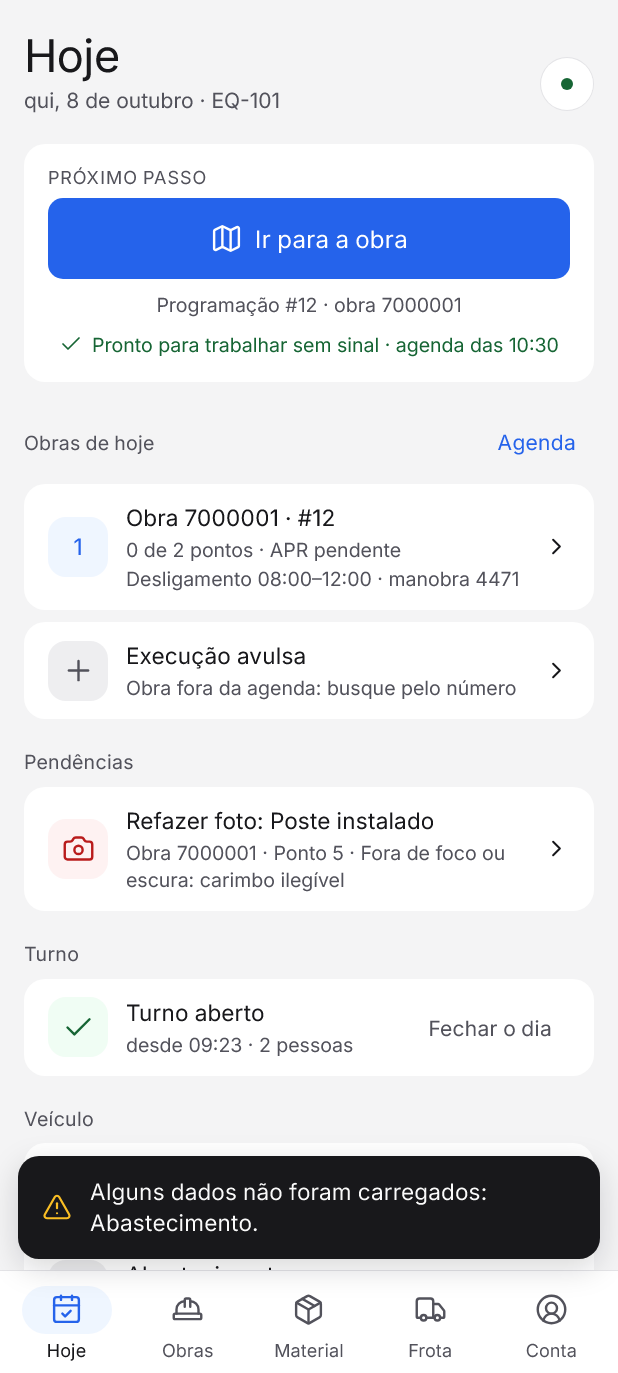 Hoje
qui, 8 de outubro · EQ-101
PRÓXIMO PASSO
Ir para a obra
Programação #12 · obra 7000001
Pronto para trabalhar sem sinal · agenda das 10:30
Obras de hoje
Agenda
1
Obra 7000001 · #12
0 de 2 pontos · APR pendente
Desligamento 08:00–12:00 · manobra 4471
Execução avulsa
Obra fora da agenda: busque pelo número
Pendências
Refazer foto: Poste instalado
Obra 7000001 · Ponto 5 · Fora de foco ou
escura: carimbo ilegível
Turno
Turno aberto
desde 09:23 · 2 pessoas
Fechar o dia
Veículo
Alguns dados não foram carregados:
Abastecimento.
Hoje
Obras
Material
Frota
Conta